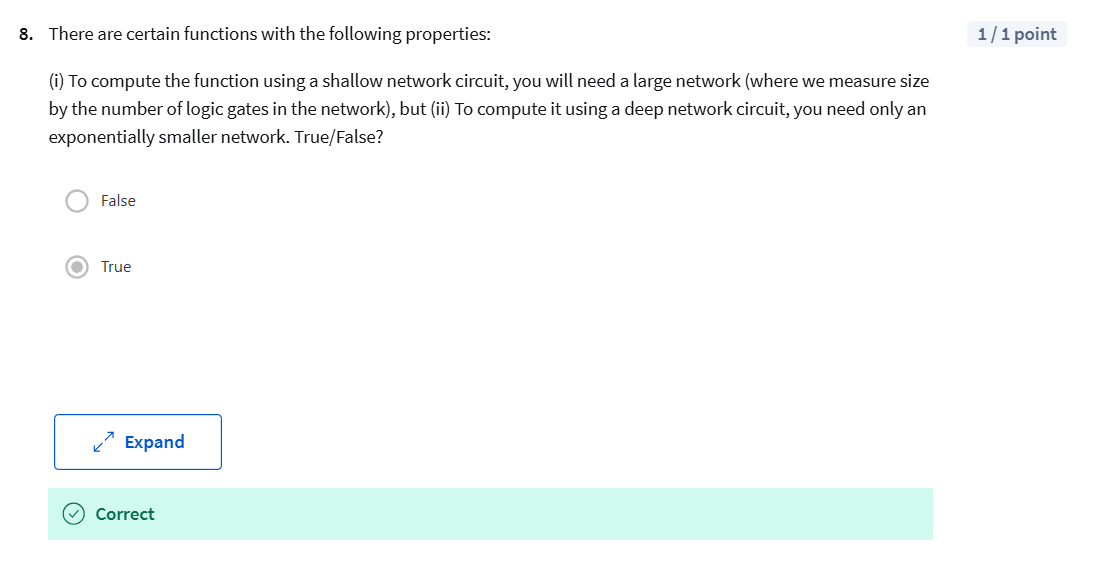 8. There are certain functions with the following properties:
1 / 1 point
(i) To compute the function using a shallow network circuit, you will need a large network (where we measure size
by the number of logic gates in the network), but (ii) To compute it using a deep network circuit, you need only an
exponentially smaller network. True/False?
False
True
Expand
Correct